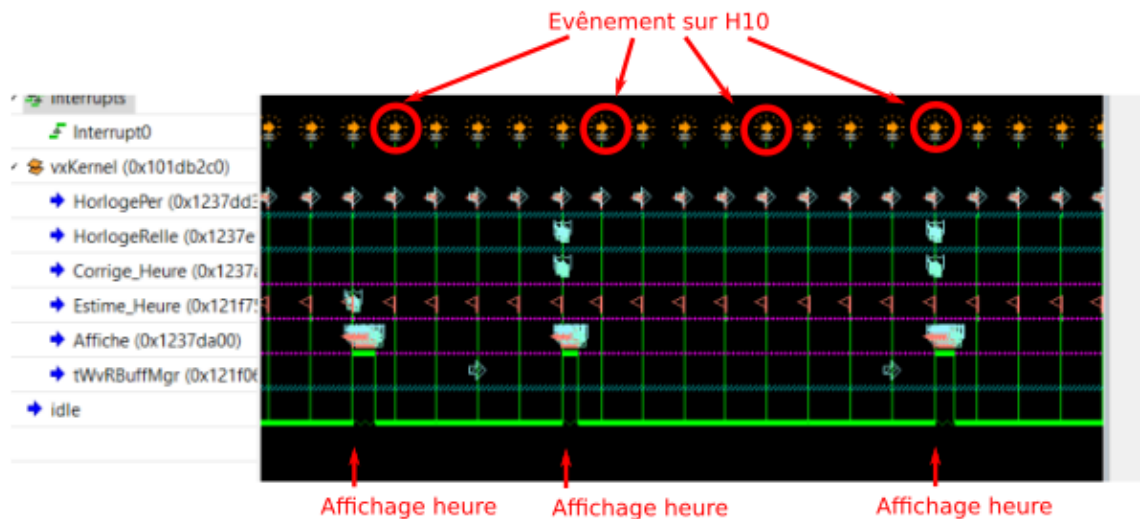 Evênement sur H10
Interrupts
Interrupt0
vxKernel (0x101db2c0)
HorlogePer (0x1237dd3
HorlogeRelle (0x1237e
Corrige_Heure (0x1237a
Estime_Heure (0x121f75
Affiche (0x1237da00)
tWvRBuffMgr (0x121f06
idle
Affichage heure
Affichage heure
Affichage heure